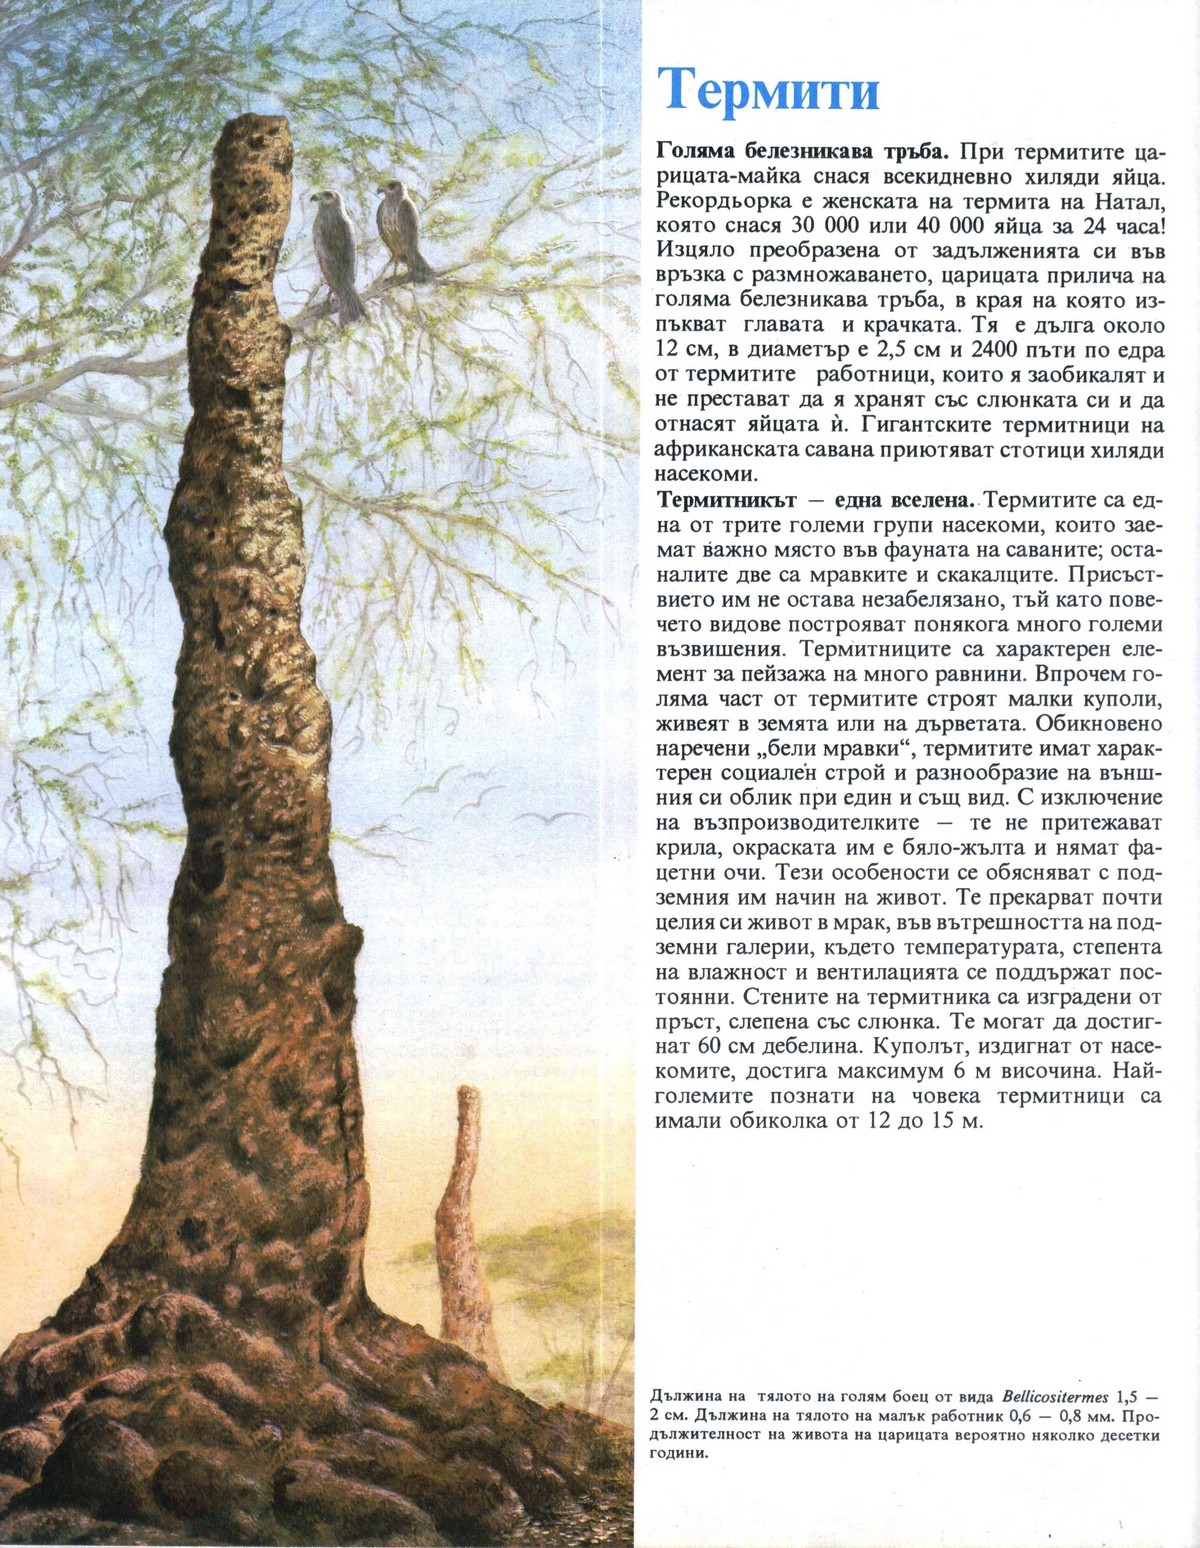 Термити
Голяма белезникава тръба. При термитите ца-
рицата-майка снася всекидневно хиляди яйца.
Рекордьорка е женската на термита на Натал,
която снася 30 000 или 40 000 яйца за 24 часа!
Изцяло преобразена от задълженията си във
връзка с размножаването, царицата прилича на
голяма белезникава тръба, в края на която из-
пъкват главата и крачката. Тя е дълга около
12 см, в диаметър е 2,5 см и 2400 пъти по едра
от термитите работници, които я заобикалят и
не престават да я хранят със слюнката си и да
отнасят яйцата ѝ. Гигантските термитници на
африканската савана приютяват стотици хиляди
насекоми.
Термитникът — една вселена. Термитите са ед-
на от трите големи групи насекоми, които зае-
мат важно място във фауната на саваните; оста-
налите две са мравките и скакалците. Присъст-
вието им не остава незабелязано, тъй като пове-
чето видове построяват понякога много големи
възвишения. Термитниците са характерен еле-
мент за пейзажа на много равнини. Впрочем го-
ляма част от термитите строят малки куполи,
живеят в земята или на дърветата. Обикновено
наречени „бели мравки“, термитите имат харак-
терен социален строй и разнообразие на външ-
ния си облик при един и същ вид. С изключение
на възпроизводителките — те не притежават
крила, окраската им е бяло-жълта и нямат фа-
цетни очи. Тези особености се обясняват с под-
земния им начин на живот. Те прекарват почти
целия си живот в мрак, във вътрешността на под-
земни галерии, където температурата, степента
на влажност и вентилацията се поддържат пос-
тоянни. Стените на термитника са изградени от
пръст, слепена със слюнка. Те могат да достиг-
нат 60 см дебелина. Куполът, издигнат от насе-
комите, достига максимум 6 м височина. Най-
големите познати на човека термитници са
имали обиколка от 12 до 15 м.
Дължина на тялото на голям боец от вида Bellicositermes 1,5 —
2 см. Дължина на тялото на малък работник 0,6 — 0,8 мм. Про-
дължителност на живота на царицата вероятно няколко десетки
години.